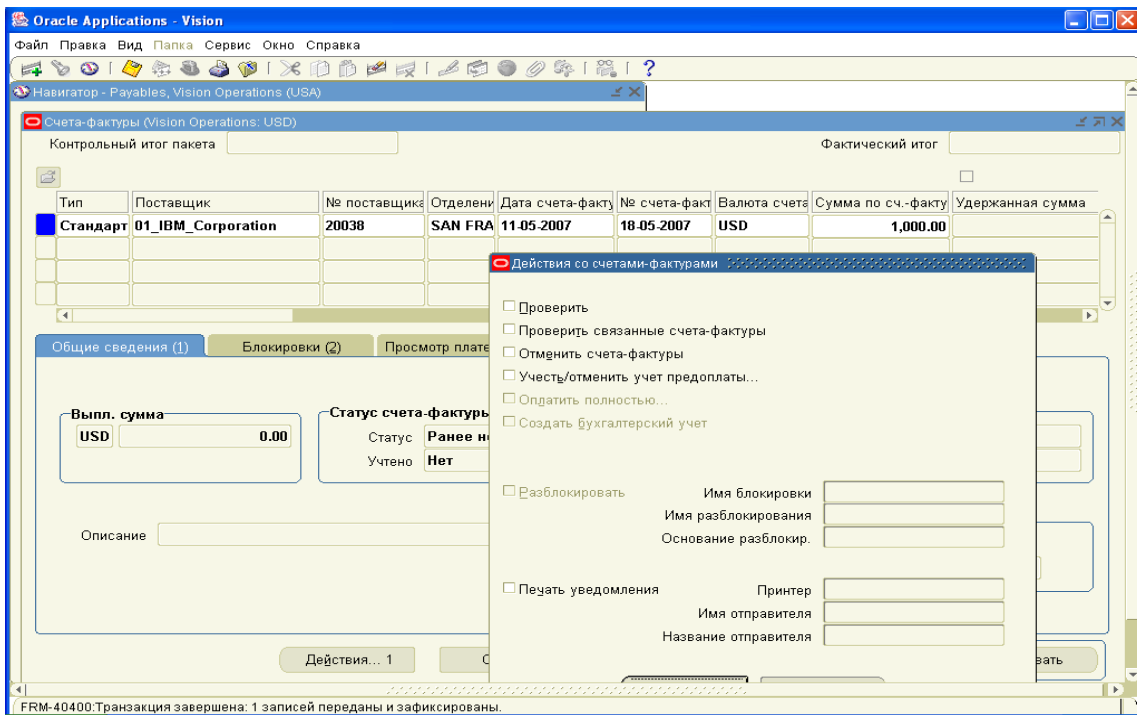 Oracle Applications - Vision
Файл Правка Вид Папка Сервис Окно Справка
Навигатор - Payables, Vision Operations (USA)
Счета-фактуры (Vision Operations: USD)
Контрольный итог пакета Фактический итог
Тип Поставщик № поставщика Отделени Дата счета-факту № счета-факт Валюта счета Сумма по сч.-факту Удержанная сумма
Стандарт 01_IBM_Corporation 20038 SAN FRA 11-05-2007 18-05-2007 USD 1,000.00
Действия со счетами-фактурами
Проверить
Проверить связанные счета-фактуры
Отменить счета-фактуры
Учесть/отменить учет предоплаты...
Оплатить полностью...
Создать бухгалтерский учет
Общие сведения (1) Блокировки (2) Просмотр плате
Выпл. сумма Статус счета-фактуры
USD 0.00 Статус Ранее не
Учтено Нет
Разблокировать Имя блокировки
Имя разблокирования
Основание разблокир.
Описание
Печать уведомления Принтер
Имя отправителя
Название отправителя
Действия... 1 вать
FRM-40400:Транзакция завершена: 1 записей переданы и зафиксированы.